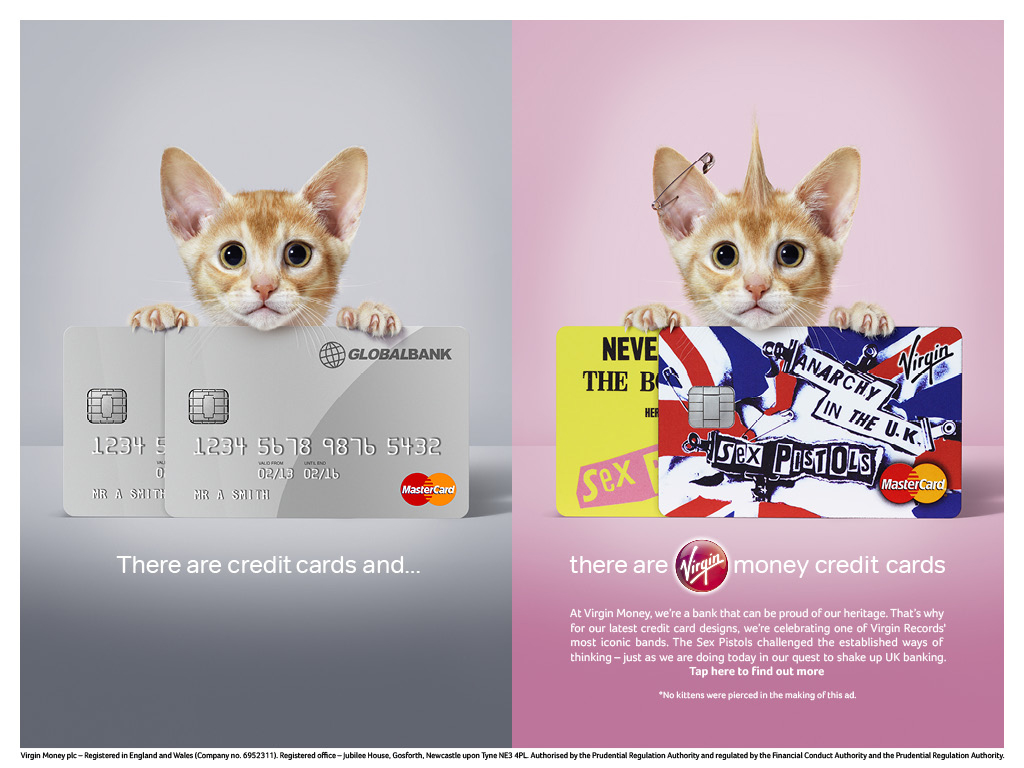 GLOBALBANK
1234 5
0
MR A SMITH
1234 5678 9876 5432
VALID FROM
UNTIL END
02/13 02/16
MR A SMITH
MasterCard
There are credit cards and...
NEVE
THE BO
HER
Sex P
Virgin
ANARCHY
IN THE U.K.
SEX PISTOLS
MasterCard
there are Virgin money credit cards
At Virgin Money, we're a bank that can be proud of our heritage. That's why
for our latest credit card designs, we're celebrating one of Virgin Records'
most iconic bands. The Sex Pistols challenged the established ways of
thinking – just as we are doing today in our quest to shake up UK banking.
Tap here to find out more
*No kittens were pierced in the making of this ad.
Virgin Money plc – Registered in England and Wales (Company no. 6952311). Registered office – Jubilee House, Gosforth, Newcastle upon Tyne NE3 4PL. Authorised by the Prudential Regulation Authority and regulated by the Financial Conduct Authority and the Prudential Regulation Authority.